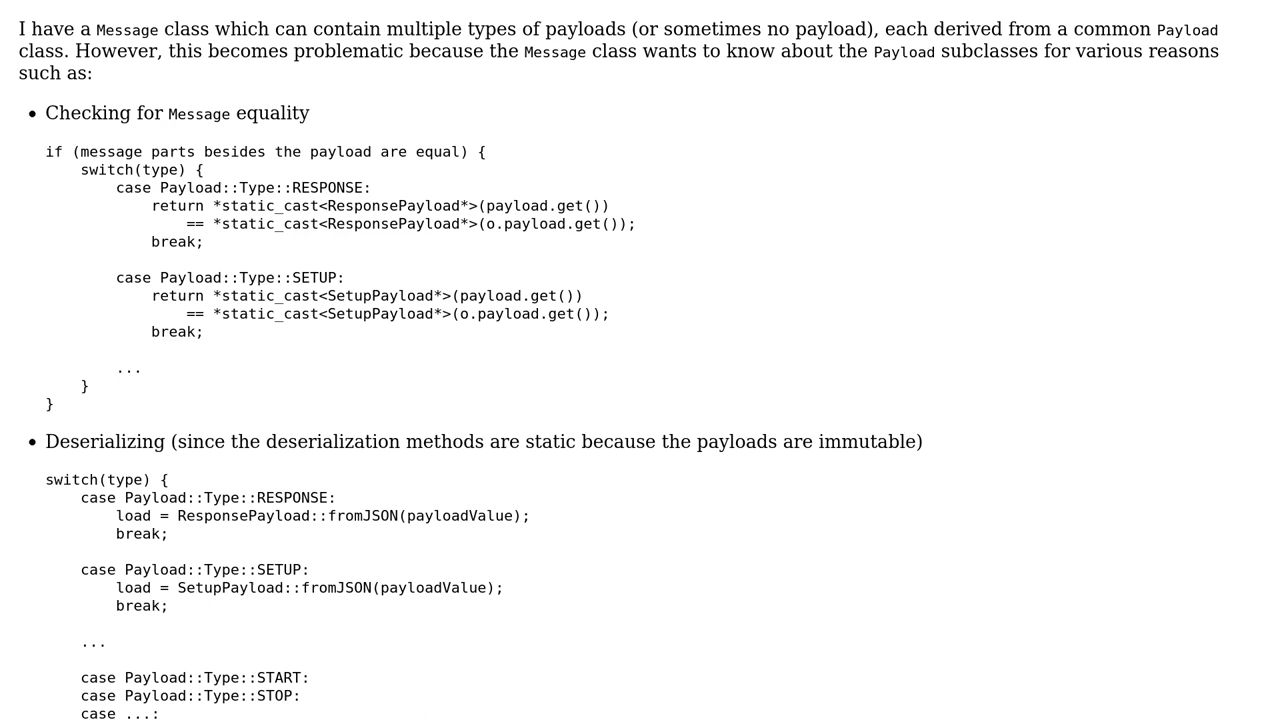 I have a Message class which can contain multiple types of payloads (or sometimes no payload), each derived from a common Payload
class. However, this becomes problematic because the Message class wants to know about the Payload subclasses for various reasons
such as:
• Checking for Message equality
if (message parts besides the payload are equal) {
    switch(type) {
        case Payload::Type::RESPONSE:
            return *static_cast<ResponsePayload*>(payload.get())
                == *static_cast<ResponsePayload*>(o.payload.get());
            break;
        case Payload::Type::SETUP:
            return *static_cast<SetupPayload*>(payload.get())
                == *static_cast<SetupPayload*>(o.payload.get());
            break;
        ...
    }
}
• Deserializing (since the deserialization methods are static because the payloads are immutable)
switch(type) {
    case Payload::Type::RESPONSE:
        load = ResponsePayload::fromJSON(payloadValue);
        break;
    case Payload::Type::SETUP:
        load = SetupPayload::fromJSON(payloadValue);
        break;
    ...
    case Payload::Type::START:
    case Payload::Type::STOP:
    case ...: